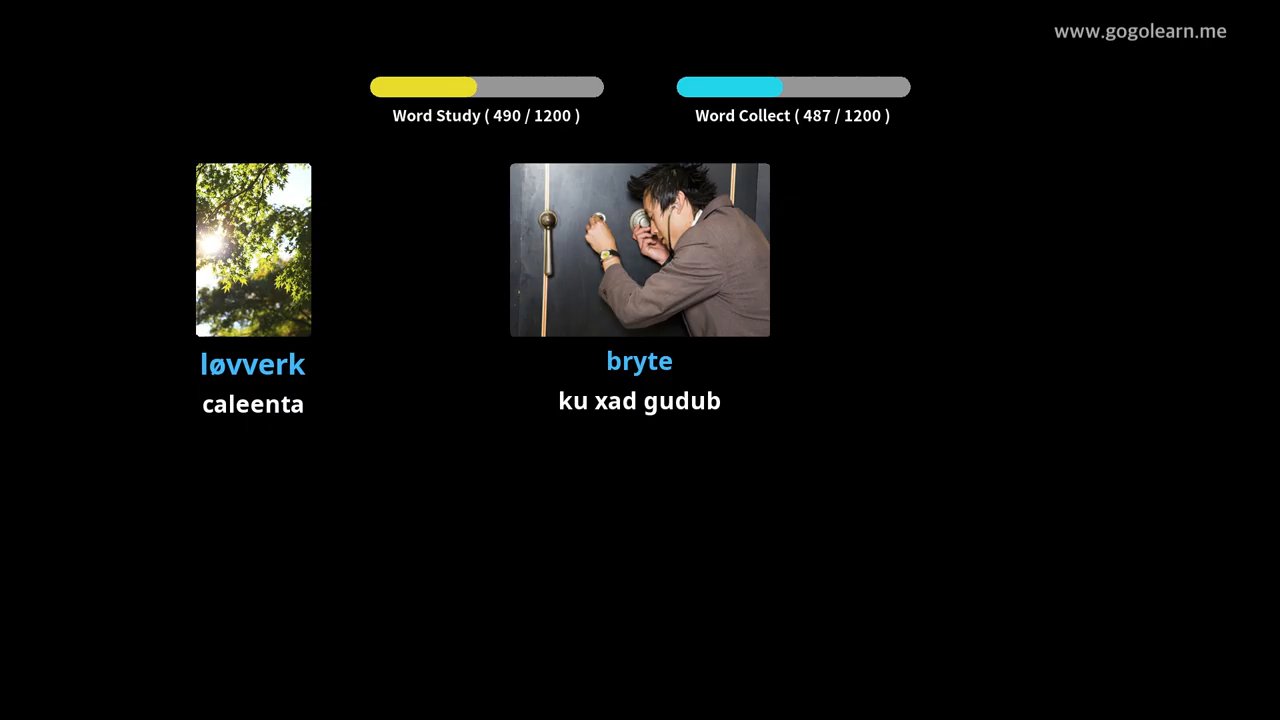 www.gogolearn.me
Word Study ( 490 / 1200 )
Word Collect ( 487 / 1200 )
løvverk
caleenta
bryte
ku xad gudub